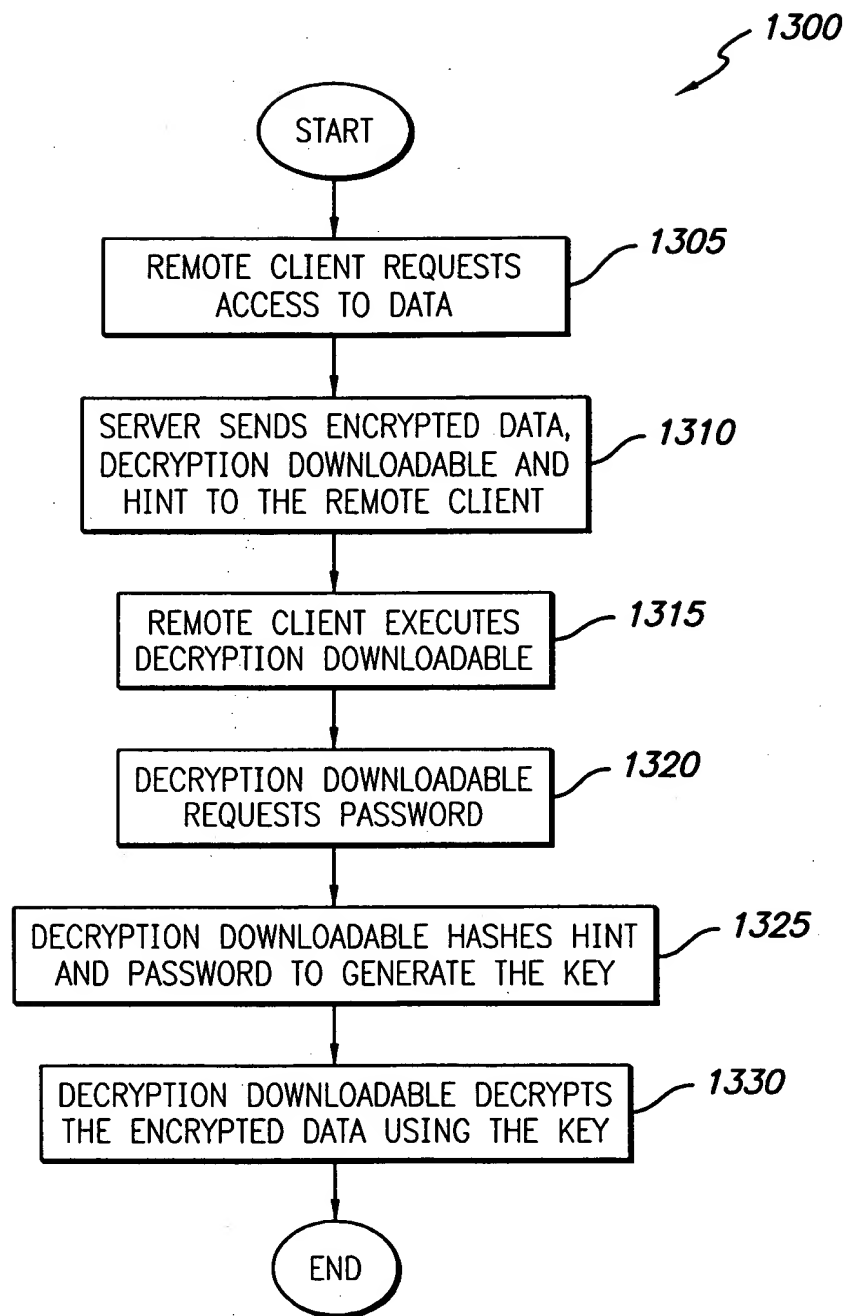 1300
START
REMOTE CLIENT REQUESTS
ACCESS TO DATA
1305
SERVER SENDS ENCRYPTED DATA,
DECRYPTION DOWNLOADABLE AND
HINT TO THE REMOTE CLIENT
1310
REMOTE CLIENT EXECUTES
DECRYPTION DOWNLOADABLE
1315
DECRYPTION DOWNLOADABLE
REQUESTS PASSWORD
1320
DECRYPTION DOWNLOADABLE HASHES HINT
AND PASSWORD TO GENERATE THE KEY
1325
DECRYPTION DOWNLOADABLE DECRYPTS
THE ENCRYPTED DATA USING THE KEY
1330
END